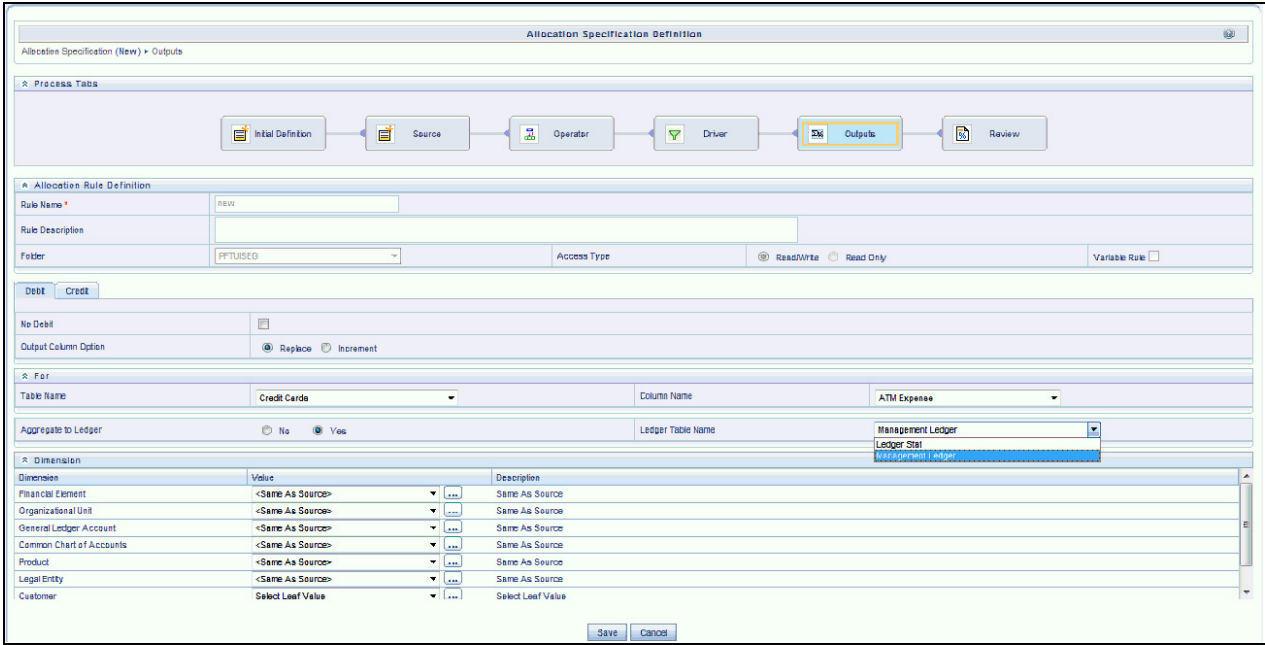 Allocation Specification Definition
Allocation Specification (New) ▸ Outputs
Process Tabs
Initial Definition
Source
Operator
Driver
Outputs
Review
Allocation Rule Definition
Rule Name *
new
Rule Description
Folder
PFTUISEG
Access Type
Read/Write
Read Only
Variable Rule
Debit
Credit
No Debit
Output Column Option
Replace
Increment
For
Table Name
Credit Cards
Column Name
ATM Expense
Aggregate to Ledger
No
Yes
Ledger Table Name
Management Ledger
Ledger Stat
Management Ledger
Dimension
Dimension Value Description
Financial Element <Same As Source> ... Same As Source
Organizational Unit <Same As Source> ... Same As Source
General Ledger Account <Same As Source> ... Same As Source
Common Chart of Accounts <Same As Source> ... Same As Source
Product <Same As Source> ... Same As Source
Legal Entity <Same As Source> ... Same As Source
Customer Select Leaf Value ... Select Leaf Value
Save
Cancel